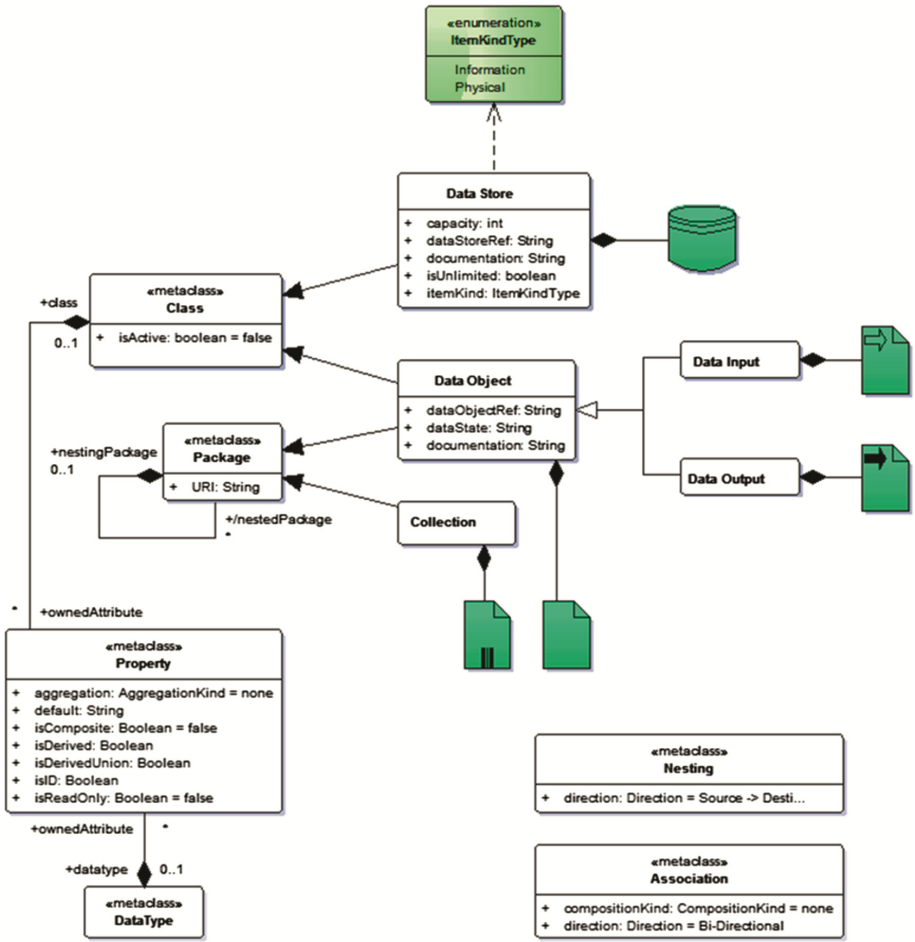 «enumeration»
ItemKindType
Information
Physical
Data Store
+ capacity: int
+ dataStoreRef: String
+ documentation: String
+ isUnlimited: boolean
+ itemKind: ItemKindType
«metaclass»
Class
+ isActive: boolean = false
+class
0..1
Data Object
+ dataObjectRef: String
+ dataState: String
+ documentation: String
Data Input
Data Output
«metaclass»
Package
+ URI: String
+nestingPackage
0..1
+/nestedPackage
*
Collection
* +ownedAttribute
«metaclass»
Property
+ aggregation: AggregationKind = none
+ default: String
+ isComposite: Boolean = false
+ isDerived: Boolean
+ isDerivedUnion: Boolean
+ isID: Boolean
+ isReadOnly: Boolean = false
+ownedAttribute *
+datatype 0..1
«metaclass»
DataType
«metaclass»
Nesting
+ direction: Direction = Source -> Desti...
«metaclass»
Association
+ compositionKind: CompositionKind = none
+ direction: Direction = Bi-Directional